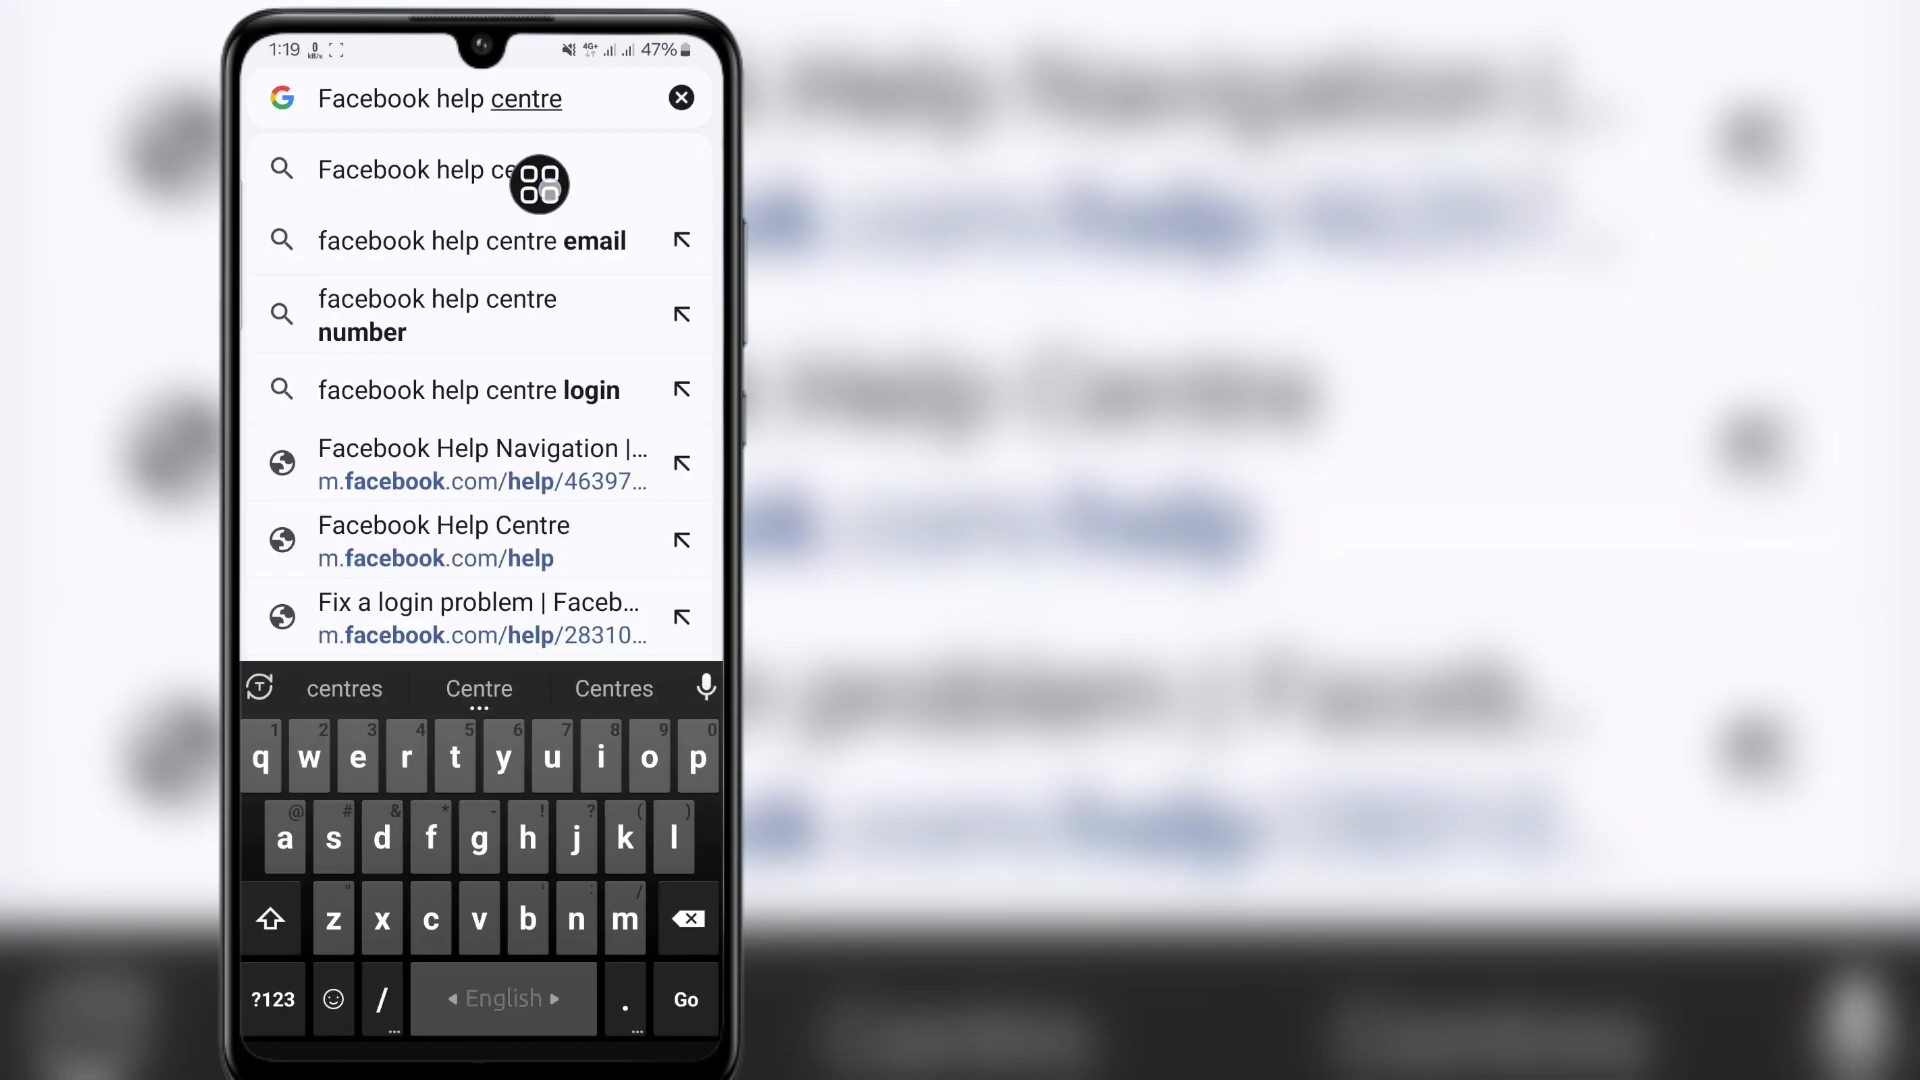 1:19 0 kB/s 4G+ 47%
Facebook help centre
Facebook help ce
facebook help centre email
facebook help centre
number
facebook help centre login
Facebook Help Navigation |...
m.facebook.com/help/46397...
Facebook Help Centre
m.facebook.com/help
Fix a login problem | Faceb...
m.facebook.com/help/28310...
centres Centre Centres
1 2 3 4 5 6 7 8 9 0
q w e r t y u i o p
@ # & * - ! ? ( )
a s d f g h j k l
" ' : /
z x c v b n m
?123 / English . Go